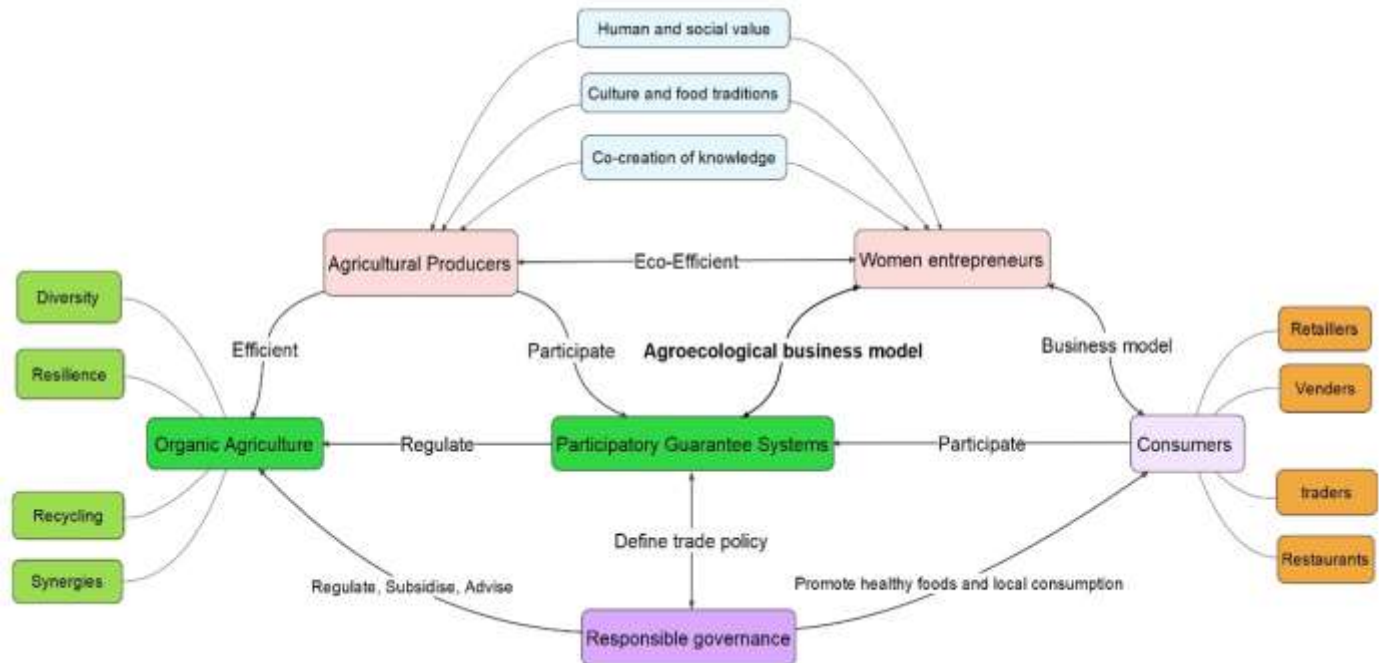 Human and social value
Culture and food traditions
Co-creation of knowledge
Agricultural Producers
Eco-Efficient
Women entrepreneurs
Diversity
Resilience
Efficient
Participate
Agroecological business model
Business model
Retaillers
Venders
Organic Agriculture
Regulate
Participatory Guarantee Systems
Participate
Consumers
Recycling
Synergies
traders
Restaurants
Define trade policy
Regulate, Subsidise, Advise
Promote healthy foods and local consumption
Responsible governance